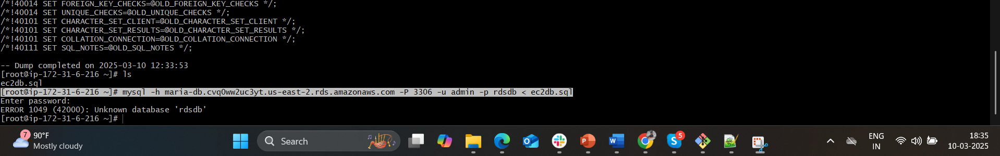 /*!40014 SET FOREIGN_KEY_CHECKS=@OLD_FOREIGN_KEY_CHECKS */;
/*!40014 SET UNIQUE_CHECKS=@OLD_UNIQUE_CHECKS */;
/*!40101 SET CHARACTER_SET_CLIENT=@OLD_CHARACTER_SET_CLIENT */;
/*!40101 SET CHARACTER_SET_RESULTS=@OLD_CHARACTER_SET_RESULTS */;
/*!40101 SET COLLATION_CONNECTION=@OLD_COLLATION_CONNECTION */;
/*!40111 SET SQL_NOTES=@OLD_SQL_NOTES */;
-- Dump completed on 2025-03-10 12:33:53
[root@ip-172-31-6-216 ~]# ls
ec2db.sql
[root@ip-172-31-6-216 ~]# mysql -h maria-db.cvq0ww2uc3yt.us-east-2.rds.amazonaws.com -P 3306 -u admin -p rdsdb < ec2db.sql
Enter password:
ERROR 1049 (42000): Unknown database 'rdsdb'
[root@ip-172-31-6-216 ~]#
7
90°F
Mostly cloudy
Search
5
ENG
IN
18:35
10-03-2025